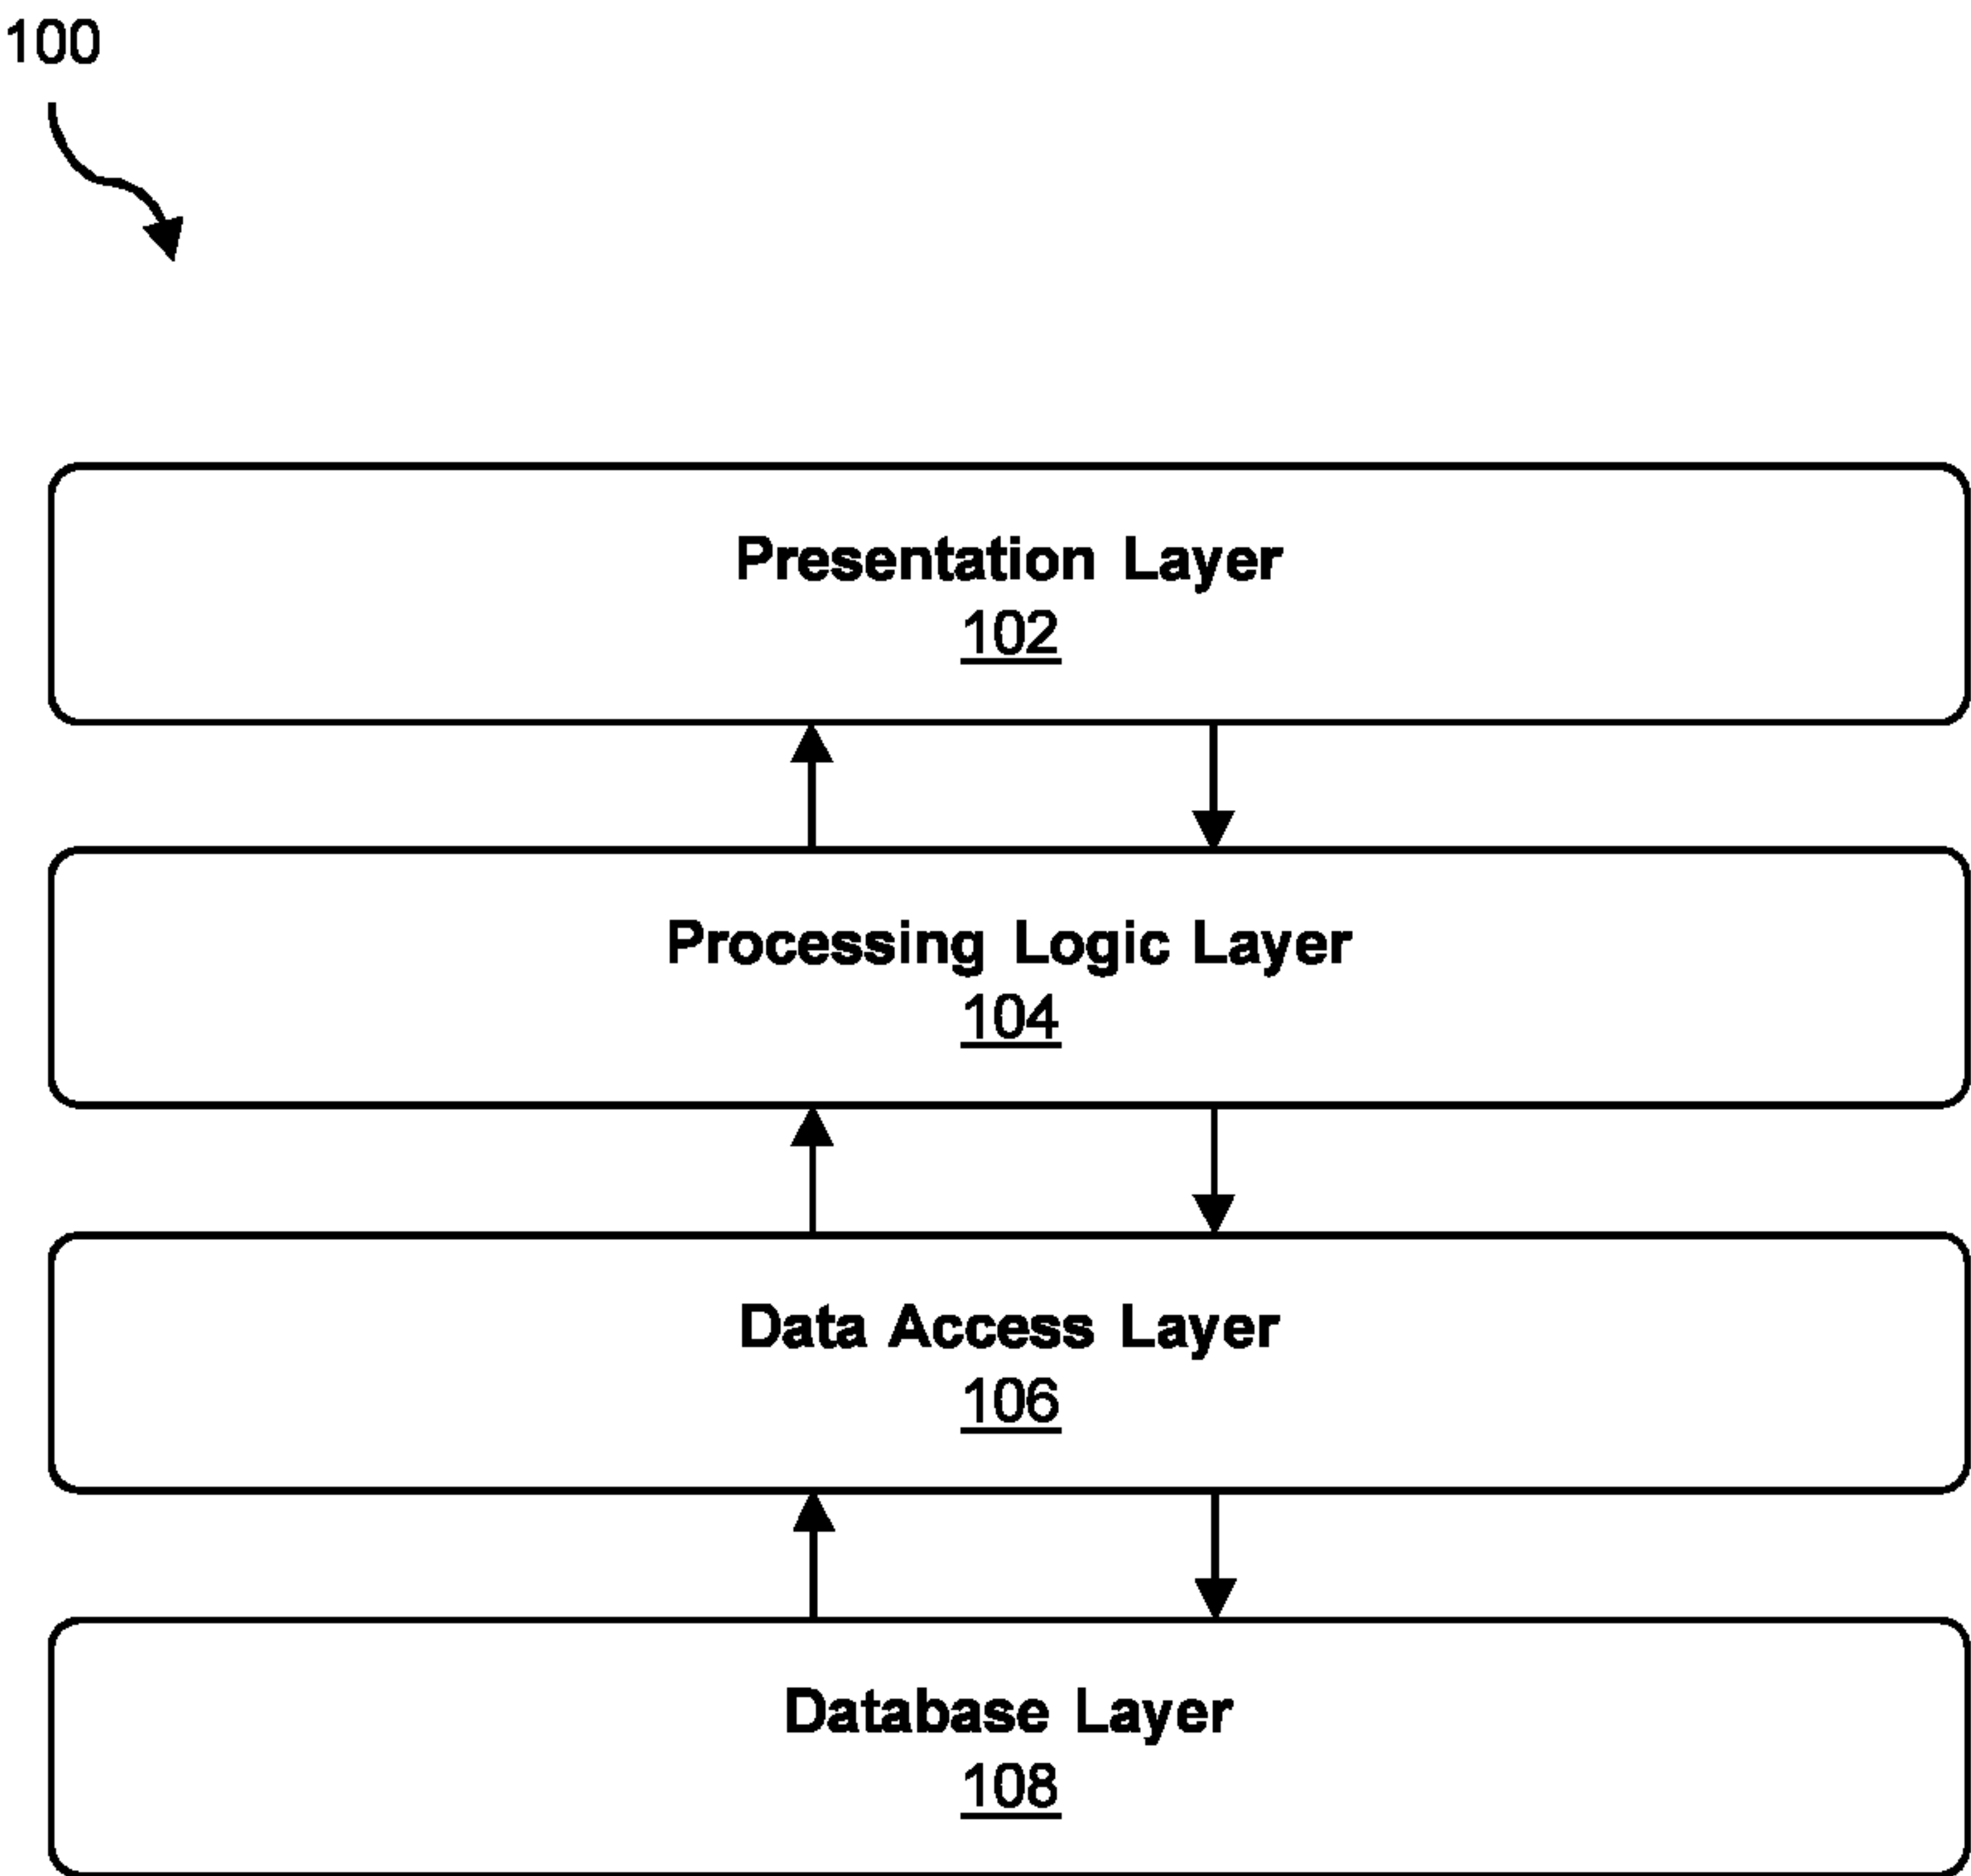 100
Presentation Layer
102
Processing Logic Layer
104
Data Access Layer
106
Database Layer
108